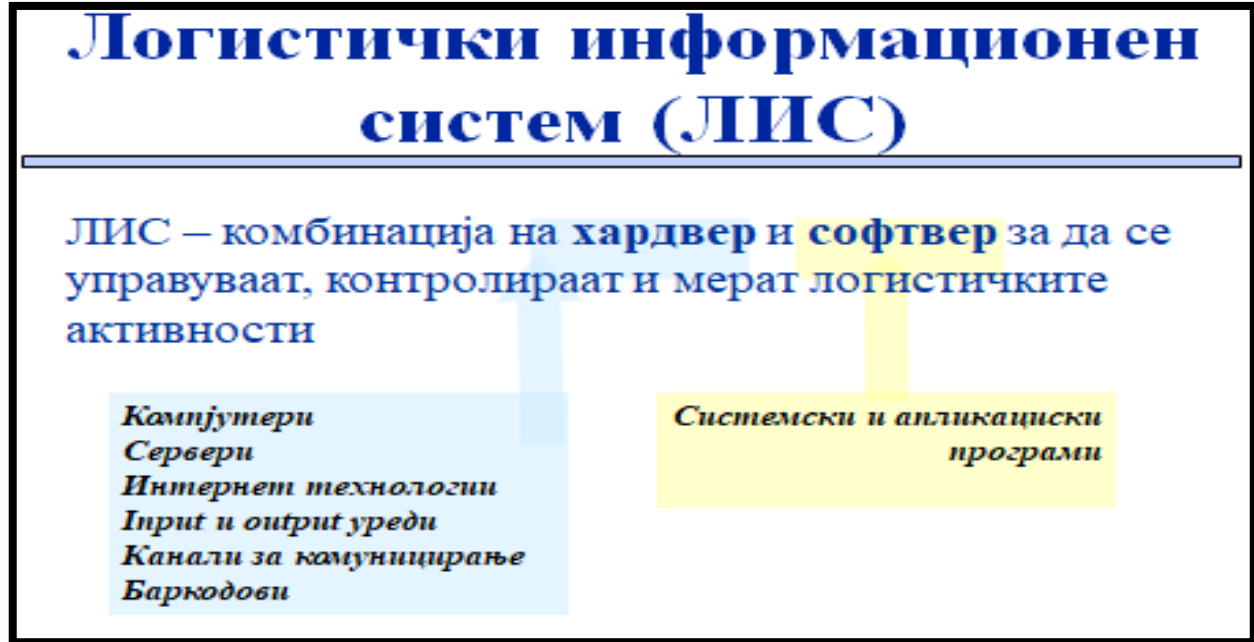 Логистички информационен
систем (ЛИС)
ЛИС – комбинација на хардвер и софтвер за да се
управуваат, контролираат и мерат логистичките
активности
Компјутери
Сервери
Интернет технологии
Input и output уреди
Канали за комуницирање
Баркодови
Системски и апликациски
програми